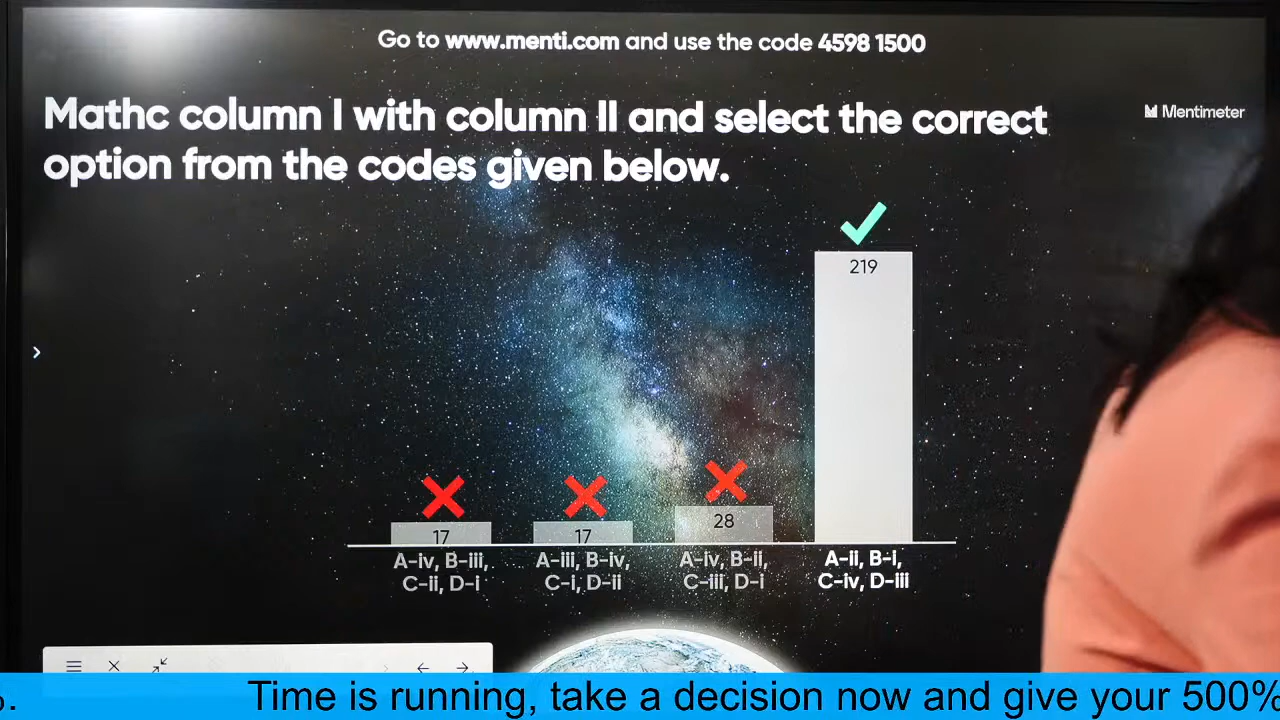 Go to www.menti.com and use the code 4598 1500
Mathc column I with column II and select the correct
option from the codes given below.
Mentimeter
219
17
17
28
A-iv, B-iii,
C-ii, D-i
A-iii, B-iv,
C-i, D-ii
A-iv, B-ii,
C-iii, D-i
A-ii, B-i,
C-iv, D-iii
%. Time is running, take a decision now and give your 500%